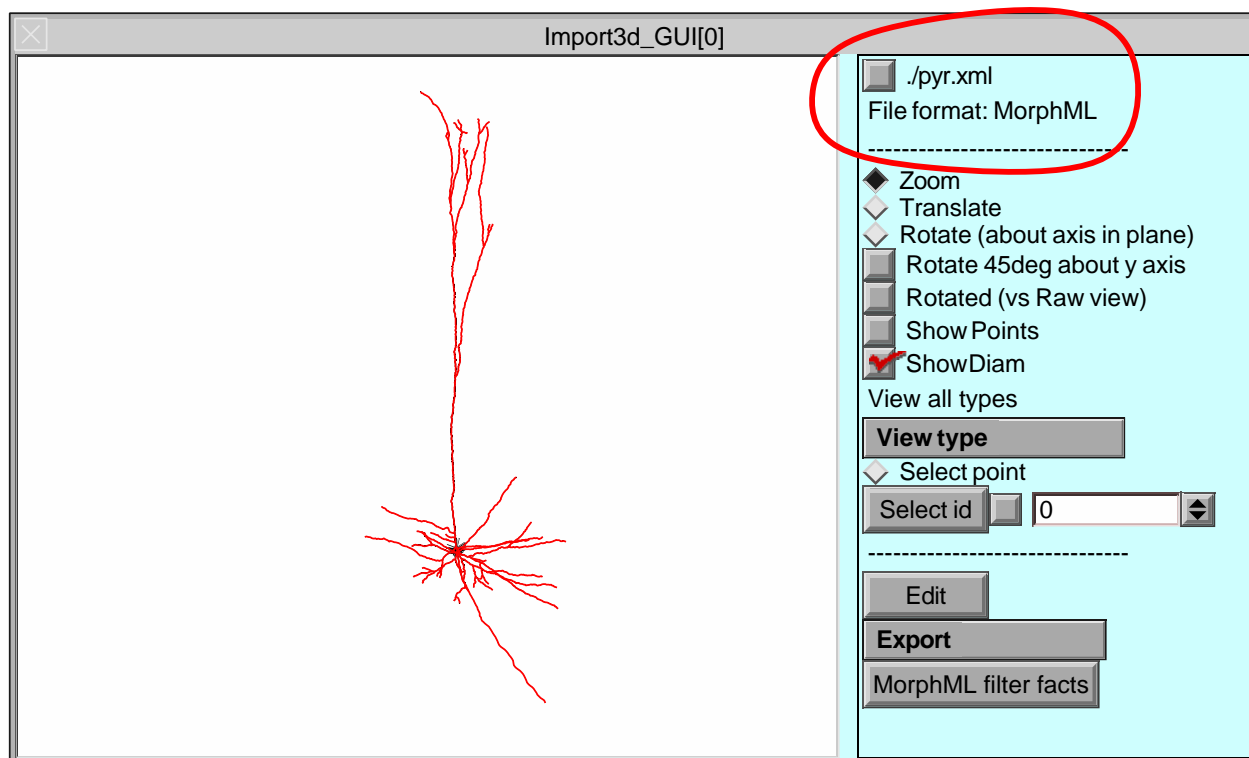 Import3d_GUI[0]
./pyr.xml
File format: MorphML
-------------------------------
Zoom
Translate
Rotate (about axis in plane)
Rotate 45deg about y axis
Rotated (vs Raw view)
Show Points
ShowDiam
View all types
View type
Select point
Select id 0
-------------------------------
Edit
Export
MorphML filter facts